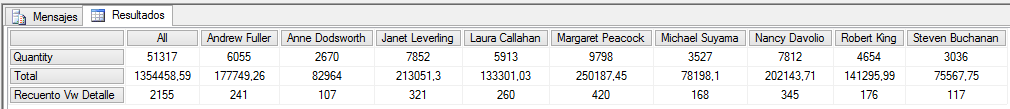 Mensajes Resultados
All Andrew Fuller Anne Dodsworth Janet Leverling Laura Callahan Margaret Peacock Michael Suyama Nancy Davolio Robert King Steven Buchanan
Quantity 51317 6055 2670 7852 5913 9798 3527 7812 4654 3036
Total 1354458,59 177749,26 82964 213051,3 133301,03 250187,45 78198,1 202143,71 141295,99 75567,75
Recuento Vw Detalle 2155 241 107 321 260 420 168 345 176 117